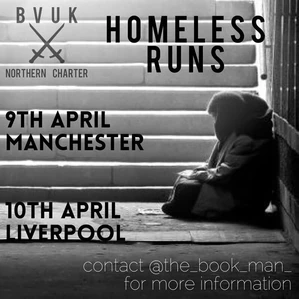 BVUK
NORTHERN CHARTER
HOMELESS
RUNS
9TH APRIL
MANCHESTER
10TH APRIL
LIVERPOOL
contact @the_book_man_
for more information